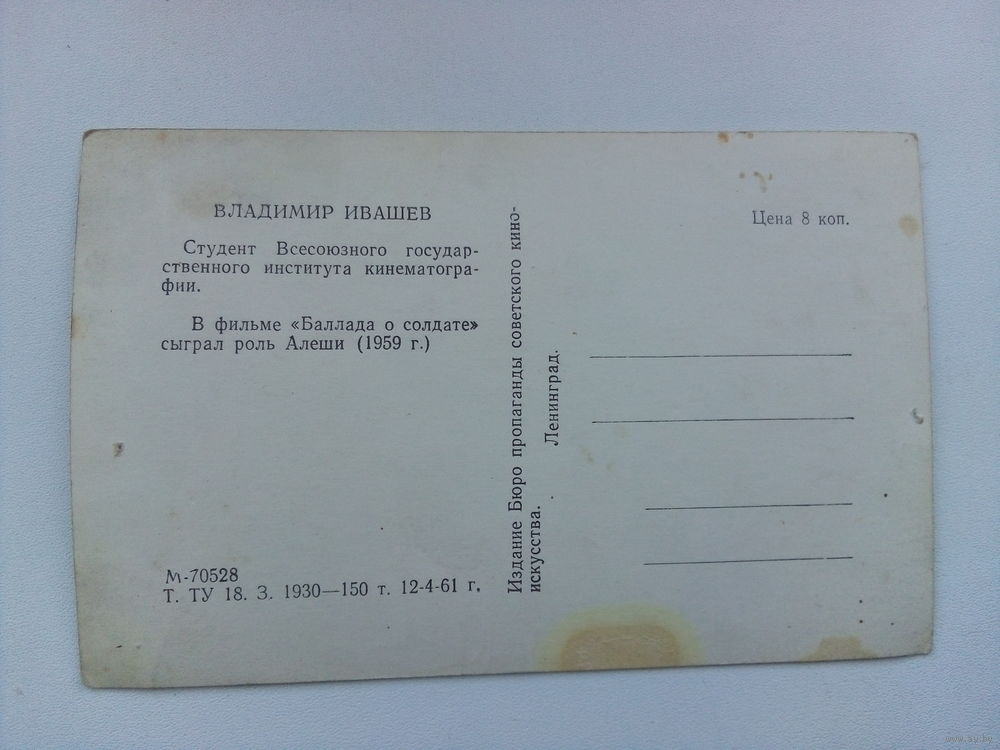 ВЛАДИМИР ИВАШЕВ
Студент Всесоюзного государ-
ственного института кинематогра-
фии.
В фильме «Баллада о солдате»
сыграл роль Алеши (1959 г.)
М-70528
Т. ТУ 18. З. 1930—150 т. 12-4-61 г.
Издание Бюро пропаганды советского кино-
искусства.
Ленинград.
Цена 8 коп.